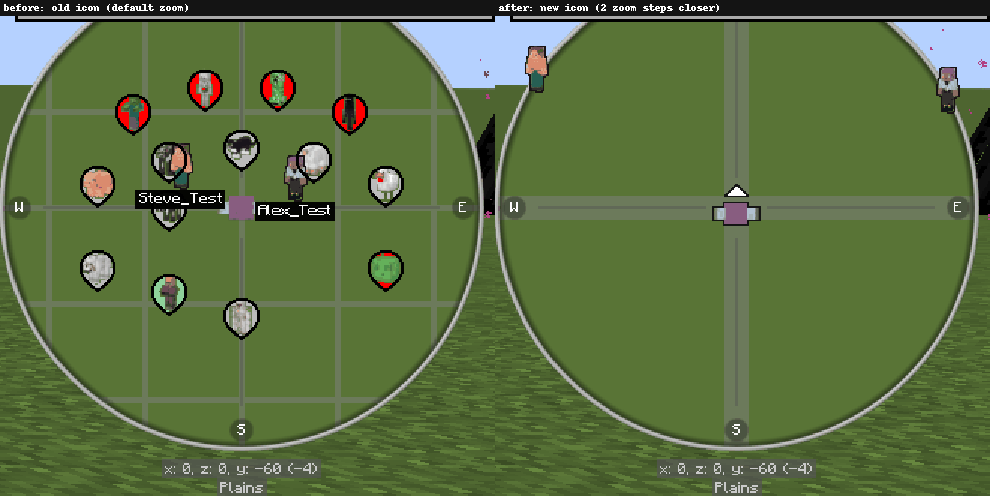 before: old icon (default zoom)
after: new icon (2 zoom steps closer)
Steve_Test
Alex_Test
W
E
W
E
S
S
x: 0, z: 0, y: -60 (-4)
Plains
x: 0, z: 0, y: -60 (-4)
Plains